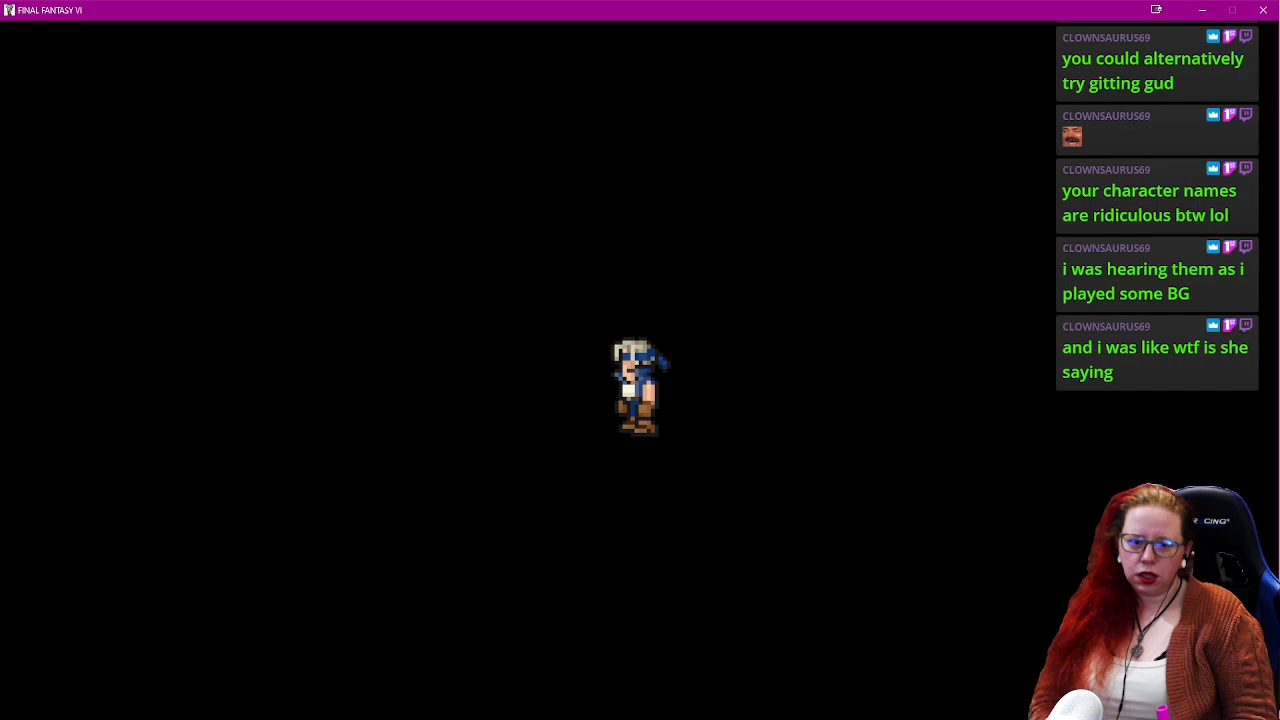 FINAL FANTASY VI
CLOWNSAURUS69
you could alternatively
try gitting gud
CLOWNSAURUS69
CLOWNSAURUS69
your character names
are ridiculous btw lol
CLOWNSAURUS69
i was hearing them as i
played some BG
CLOWNSAURUS69
and i was like wtf is she
saying
CING